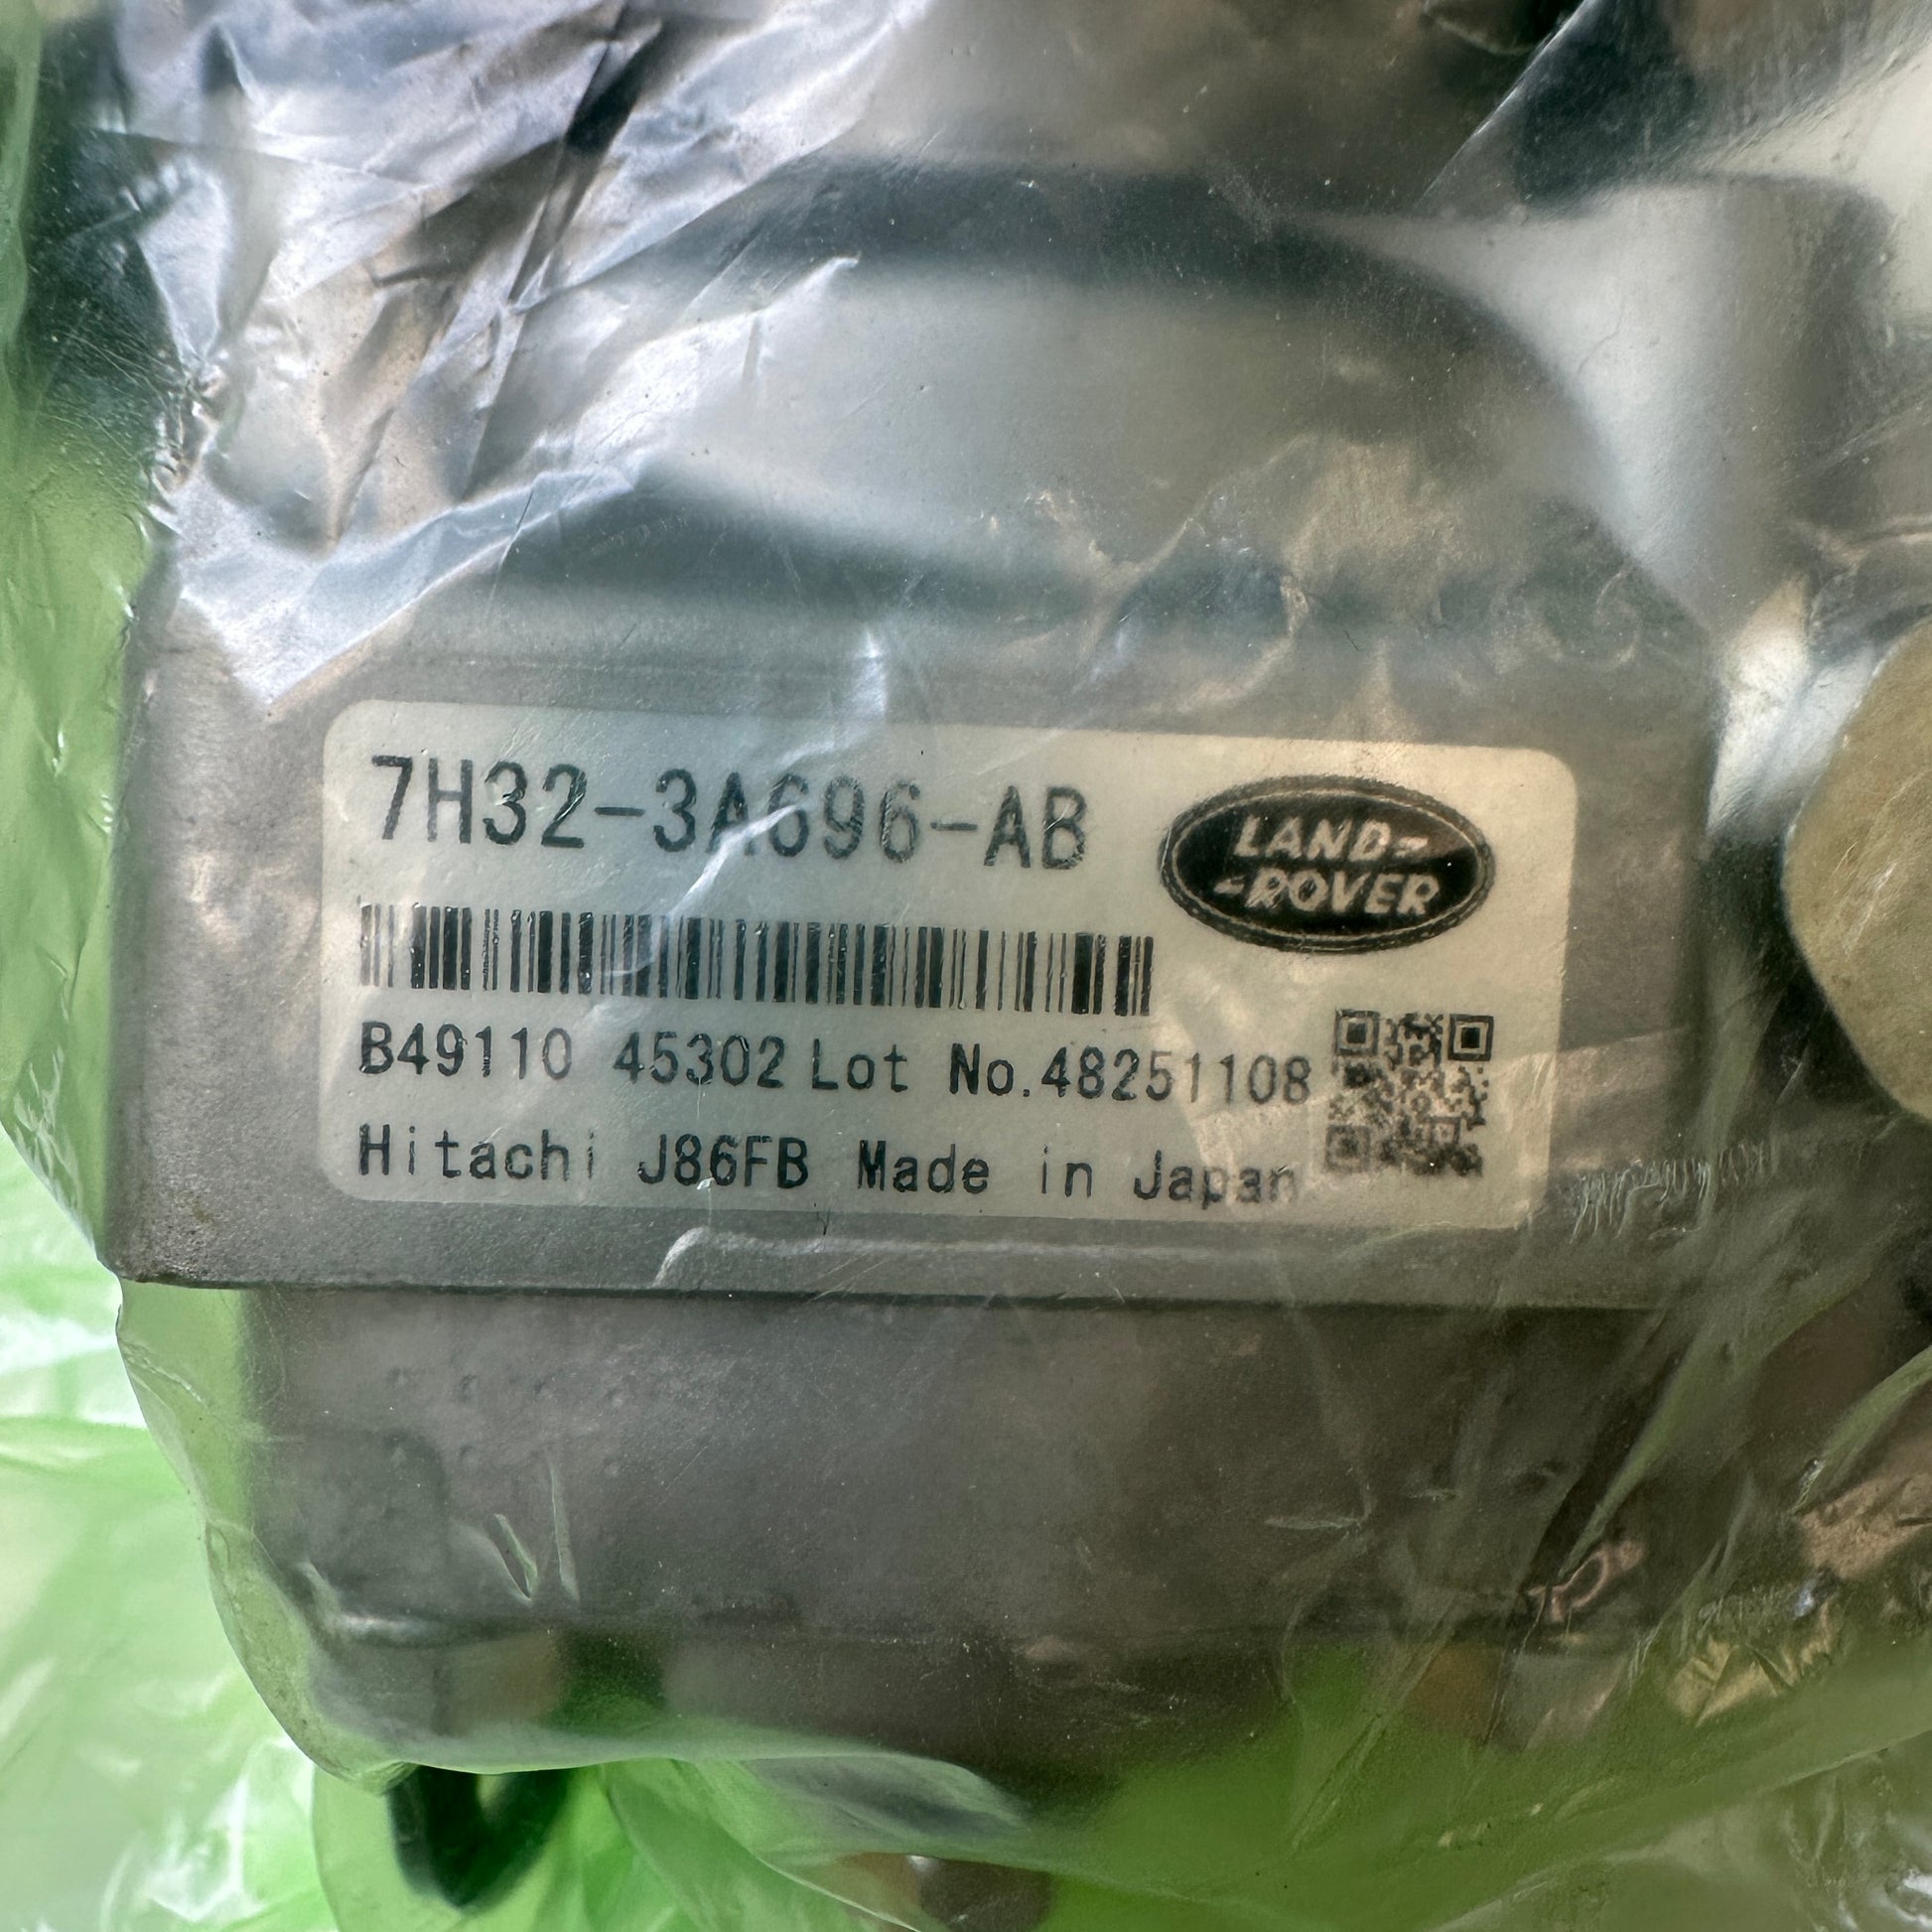 7H32-3A696-AB
LAND-
-ROVER
B49110 45302 Lot No.48251108
Hitachi J86FB Made in Japan